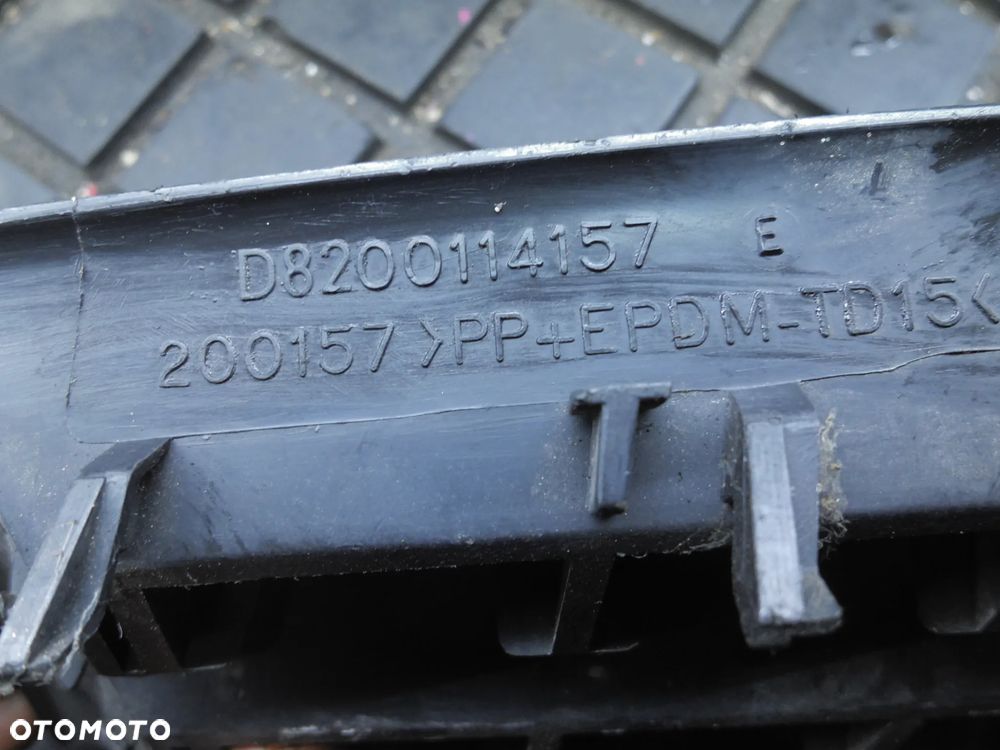 D8200114157 E
200157 >PP+EPDM-TD15<
OTOMOTO